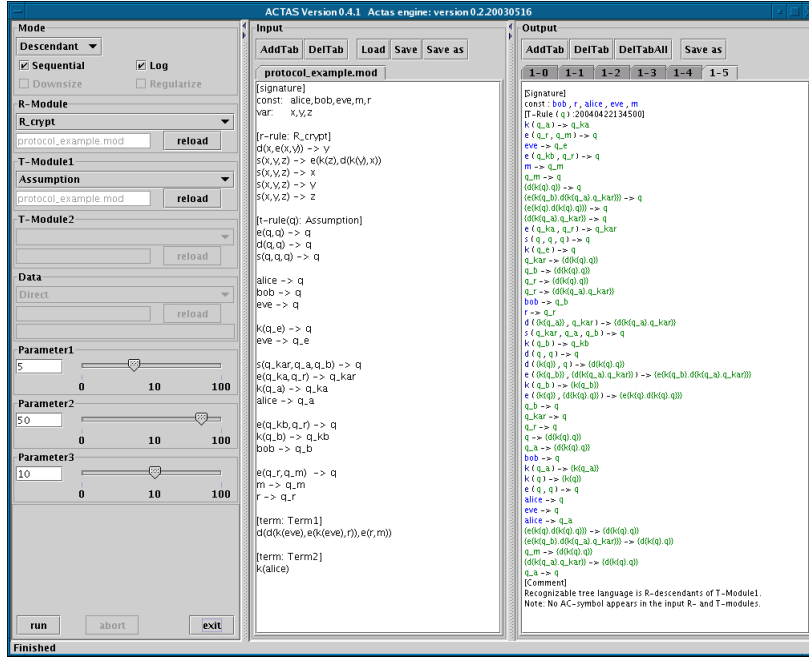 ACTAS Version 0.4.1 Actas engine: version 0.2.20030516
Mode
Descendant
Sequential
Log
Downsize
Regularize
R-Module
R_crypt
protocol_example.mod
reload
T-Module1
Assumption
protocol_example.mod
reload
T-Module2
reload
Data
Direct
reload
Parameter1
5
0 10 100
Parameter2
50
0 10 100
Parameter3
10
0 10 100
run abort exit
Finished
Input
AddTab DelTab Load Save Save as
protocol_example.mod
[signature]
const: alice,bob,eve,m,r
var: x,y,z
[r-rule: R_crypt]
d(x,e(x,y)) -> y
s(x,y,z) -> e(k(z),d(k(y),x))
s(x,y,z) -> x
s(x,y,z) -> y
s(x,y,z) -> z
[t-rule(q): Assumption]
e(q,q) -> q
d(q,q) -> q
s(q,q,q) -> q
alice -> q
bob -> q
eve -> q
k(q_e) -> q
eve -> q_e
s(q_kar,q_a,q_b) -> q
e(q_ka,q_r) -> q_kar
k(q_a) -> q_ka
alice -> q_a
e(q_kb,q_r) -> q
k(q_b) -> q_kb
bob -> q_b
e(q_r,q_m) -> q
m -> q_m
r -> q_r
[term: Term1]
d(d(k(eve),e(k(eve),r)),e(r,m))
[term: Term2]
k(alice)
Output
AddTab DelTab DelTabAll Save as
1-0 1-1 1-2 1-3 1-4 1-5
[Signature]
const : bob , r , alice , eve , m
[T-Rule ( q ) :20040422134500]
k ( q_a ) -> q_ka
e ( q_r , q_m ) -> q
eve -> q_e
e ( q_kb , q_r ) -> q
m -> q_m
q_m -> q
{d(k(q).q)} -> q
{e(k(q_b).d(k(q_a).q_kar))} -> q
{e(k(q).d(k(q).q))} -> q
{d(k(q_a).q_kar)} -> q
e ( q_ka , q_r ) -> q_kar
s ( q , q , q ) -> q
k ( q_e ) -> q
q_kar -> {d(k(q).q)}
q_b -> {d(k(q).q)}
q_r -> {d(k(q).q)}
q_r -> {d(k(q_a).q_kar)}
bob -> q_b
r -> q_r
d ( {k(q_a)} , q_kar ) -> {d(k(q_a).q_kar)}
s ( q_kar , q_a , q_b ) -> q
k ( q_b ) -> q_kb
d ( q , q ) -> q
d ( {k(q)} , q ) -> {d(k(q).q)}
e ( {k(q_b)} , {d(k(q_a).q_kar)} ) -> {e(k(q_b).d(k(q_a).q_kar))}
k ( q_b ) -> {k(q_b)}
e ( {k(q)} , {d(k(q).q)} ) -> {e(k(q).d(k(q).q))}
q_b -> q
q_kar -> q
q_r -> q
q -> {d(k(q).q)}
q_a -> {d(k(q).q)}
bob -> q
k ( q_a ) -> {k(q_a)}
k ( q ) -> {k(q)}
e ( q , q ) -> q
alice -> q
eve -> q
alice -> q_a
{e(k(q).d(k(q).q))} -> {d(k(q).q)}
{e(k(q_b).d(k(q_a).q_kar))} -> {d(k(q).q)}
q_m -> {d(k(q).q)}
{d(k(q_a).q_kar)} -> {d(k(q).q)}
q_a -> q
[Comment]
Recognizable tree language is R-descendants of T-Module1.
Note: No AC-symbol appears in the input R- and T-modules.